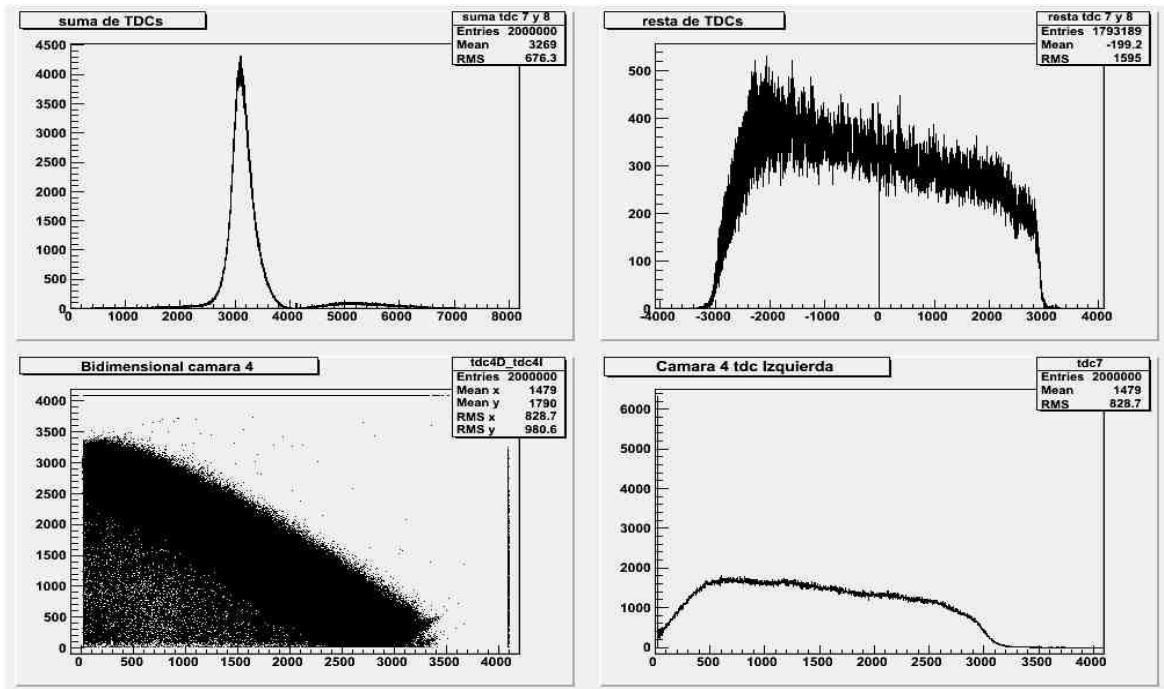 suma de TDCs
suma tdc 7 y 8
Entries 2000000
Mean 3269
RMS 676.3
4500
4000
3500
3000
2500
2000
1500
1000
500
0
0 1000 2000 3000 4000 5000 6000 7000 8000
resta de TDCs
resta tdc 7 y 8
Entries 1793189
Mean -199.2
RMS 1595
500
400
300
200
100
0
-4000 -3000 -2000 -1000 0 1000 2000 3000 4000
Bidimensional camara 4
tdc4D_tdc4I
Entries 2000000
Mean x 1479
Mean y 1790
RMS x 828.7
RMS y 980.6
4000
3500
3000
2500
2000
1500
1000
500
0
0 500 1000 1500 2000 2500 3000 3500 4000
Camara 4 tdc Izquierda
tdc7
Entries 2000000
Mean 1479
RMS 828.7
6000
5000
4000
3000
2000
1000
0
0 500 1000 1500 2000 2500 3000 3500 4000